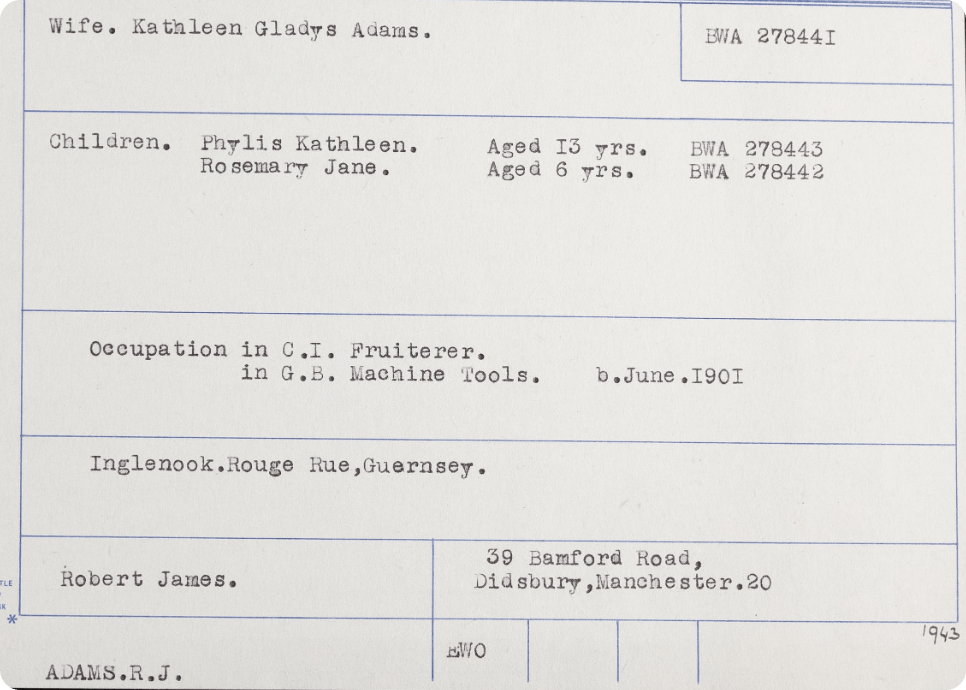 Wife. Kathleen Gladys Adams. BWA 27844I
Children. Phylis Kathleen. Aged I3 yrs. BWA 278443
Rosemary Jane. Aged 6 yrs. BWA 278442
Occupation in C.I. Fruiterer.
in G.B. Machine Tools. b.June.I90I
Inglenook.Rouge Rue,Guernsey.
39 Bamford Road,
Robert James. Didsbury,Manchester.20
1943
EWO
ADAMS.R.J.